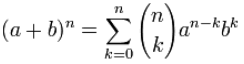 $(a+b)^n = \sum_{k=0}^{n} \binom{n}{k} a^{n-k} b^k$